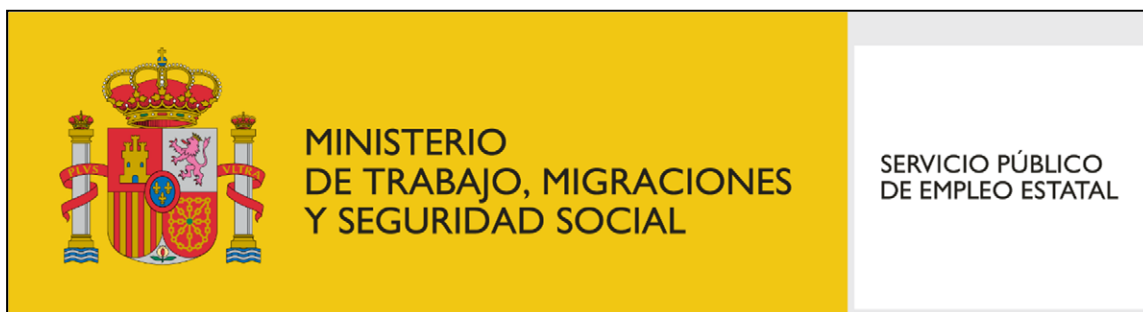 PLVS VLTRA
MINISTERIO
DE TRABAJO, MIGRACIONES
Y SEGURIDAD SOCIAL
SERVICIO PÚBLICO
DE EMPLEO ESTATAL